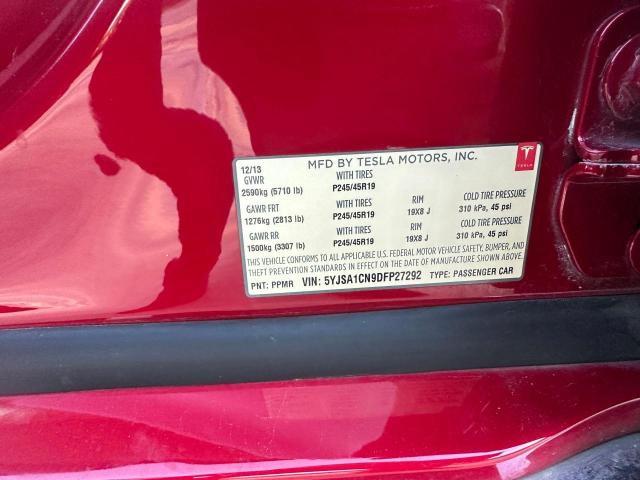 MFD BY TESLA MOTORS, INC.
12/13
GVWR WITH TIRES
2590kg (5710 lb) P245/45R19
GAWR FRT WITH TIRES RIM COLD TIRE PRESSURE
1276kg (2813 lb) P245/45R19 19X8 J 310 kPa, 45 psi
GAWR RR WITH TIRES RIM COLD TIRE PRESSURE
1500kg (3307 lb) P245/45R19 19X8 J 310 kPa, 45 psi
THIS VEHICLE CONFORMS TO ALL APPLICABLE U.S. FEDERAL MOTOR VEHICLE SAFETY, BUMPER, AND
THEFT PREVENTION STANDARDS IN EFFECT ON THE DATE OF MANUFACTURE SHOWN ABOVE.
PNT: PPMR VIN: 5YJSA1CN9DFP27292 TYPE: PASSENGER CAR